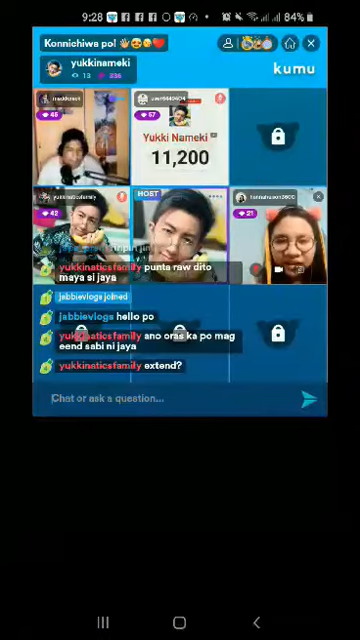 9:28
84%
Konnichiwa po!
yukkinameki
13 336
kumu
45
57
Yukki Nameki
11,200
yukkinaticsfamily
HOST
42
21
yukkinaticsfamily punta raw dito
maya si jaya
jabbievlogs joined
jabbievlogs hello po
yukkinaticsfamily ano oras ka po mag
eend sabi ni jaya
yukkinaticsfamily extend?
Chat or ask a question...